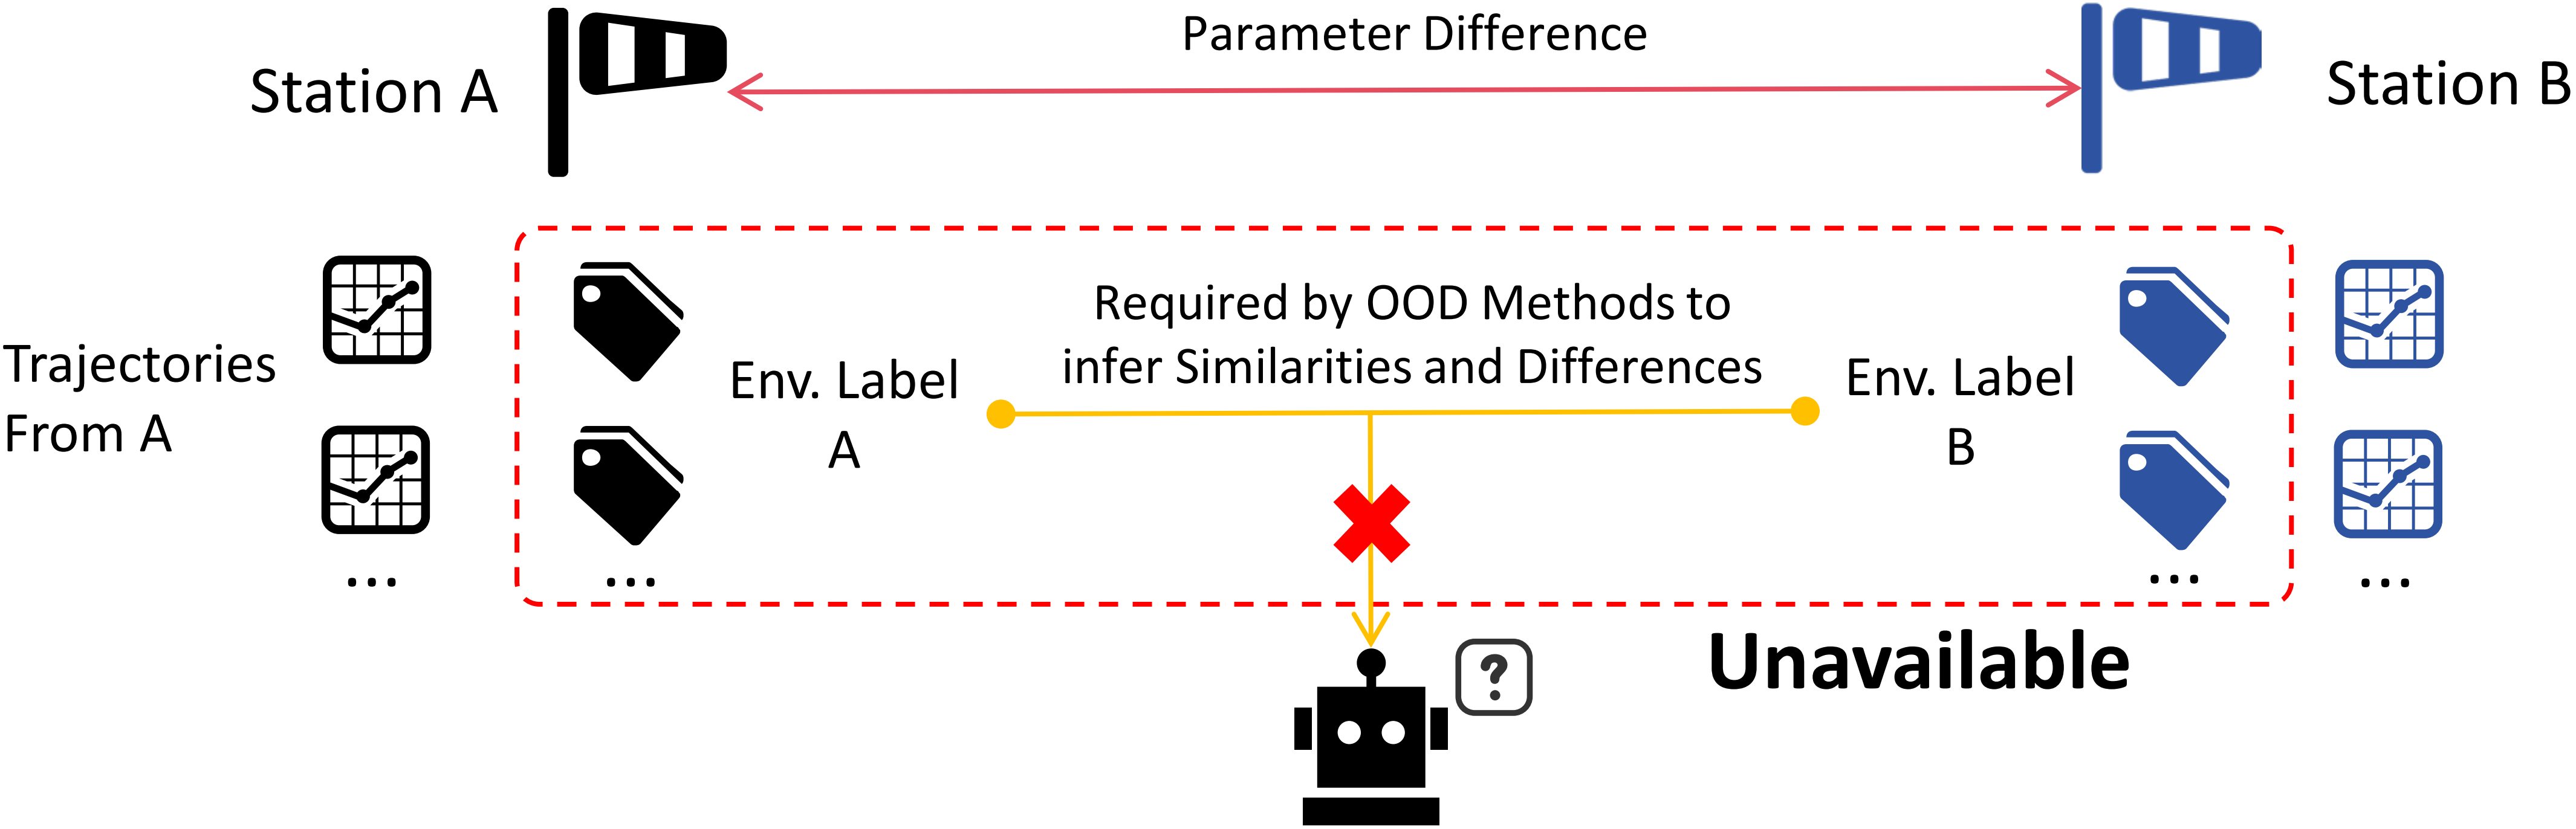 Parameter Difference
Station A
Station B
Required by OOD Methods to
infer Similarities and Differences
Trajectories
From A
Env. Label
A
Env. Label
B
...
...
...
...
?
Unavailable